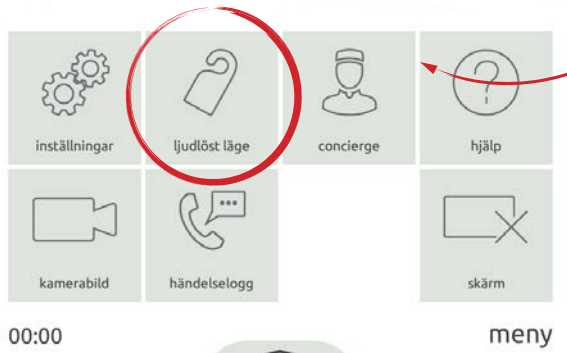 inställningar
ljudlöst läge
concierge
hjälp
kamerabild
händelselogg
skärm
00:00
meny